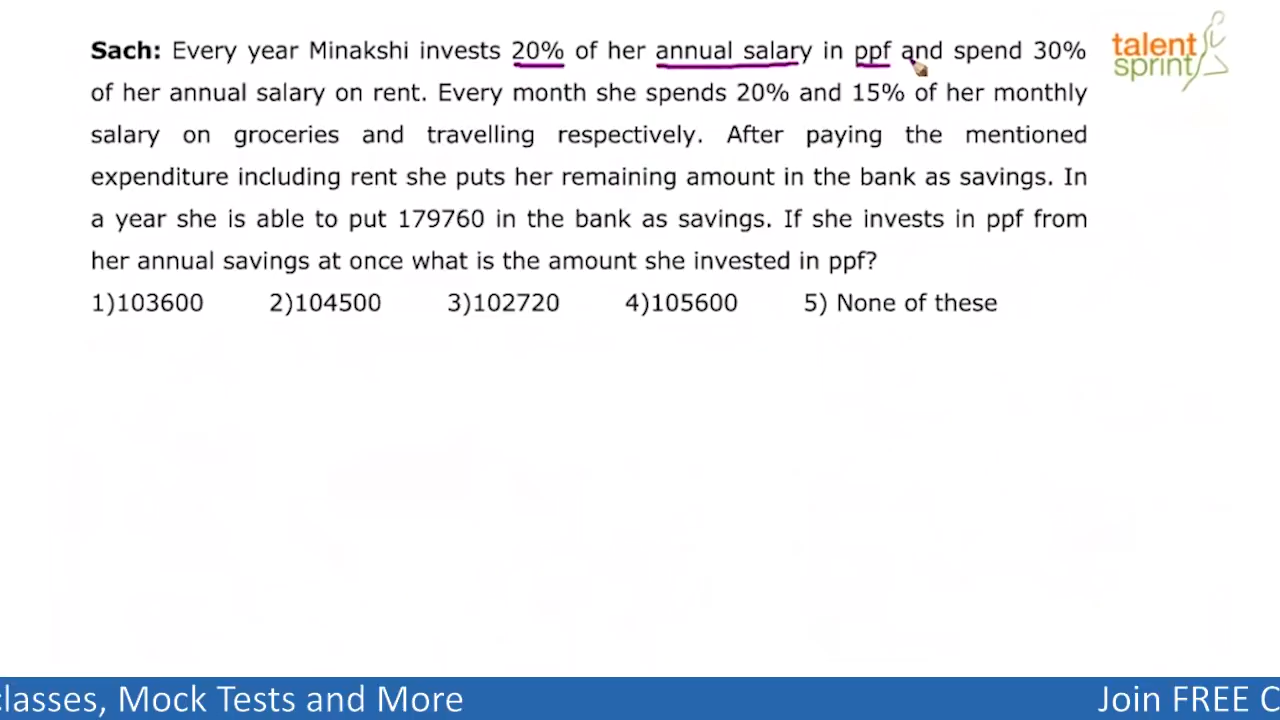 Sach: Every year Minakshi invests 20% of her annual salary in ppf and spend 30%
of her annual salary on rent. Every month she spends 20% and 15% of her monthly
salary on groceries and travelling respectively. After paying the mentioned
expenditure including rent she puts her remaining amount in the bank as savings. In
a year she is able to put 179760 in the bank as savings. If she invests in ppf from
her annual savings at once what is the amount she invested in ppf?
1)103600 2)104500 3)102720 4)105600 5) None of these
talent
sprint
classes, Mock Tests and More Join FREE C